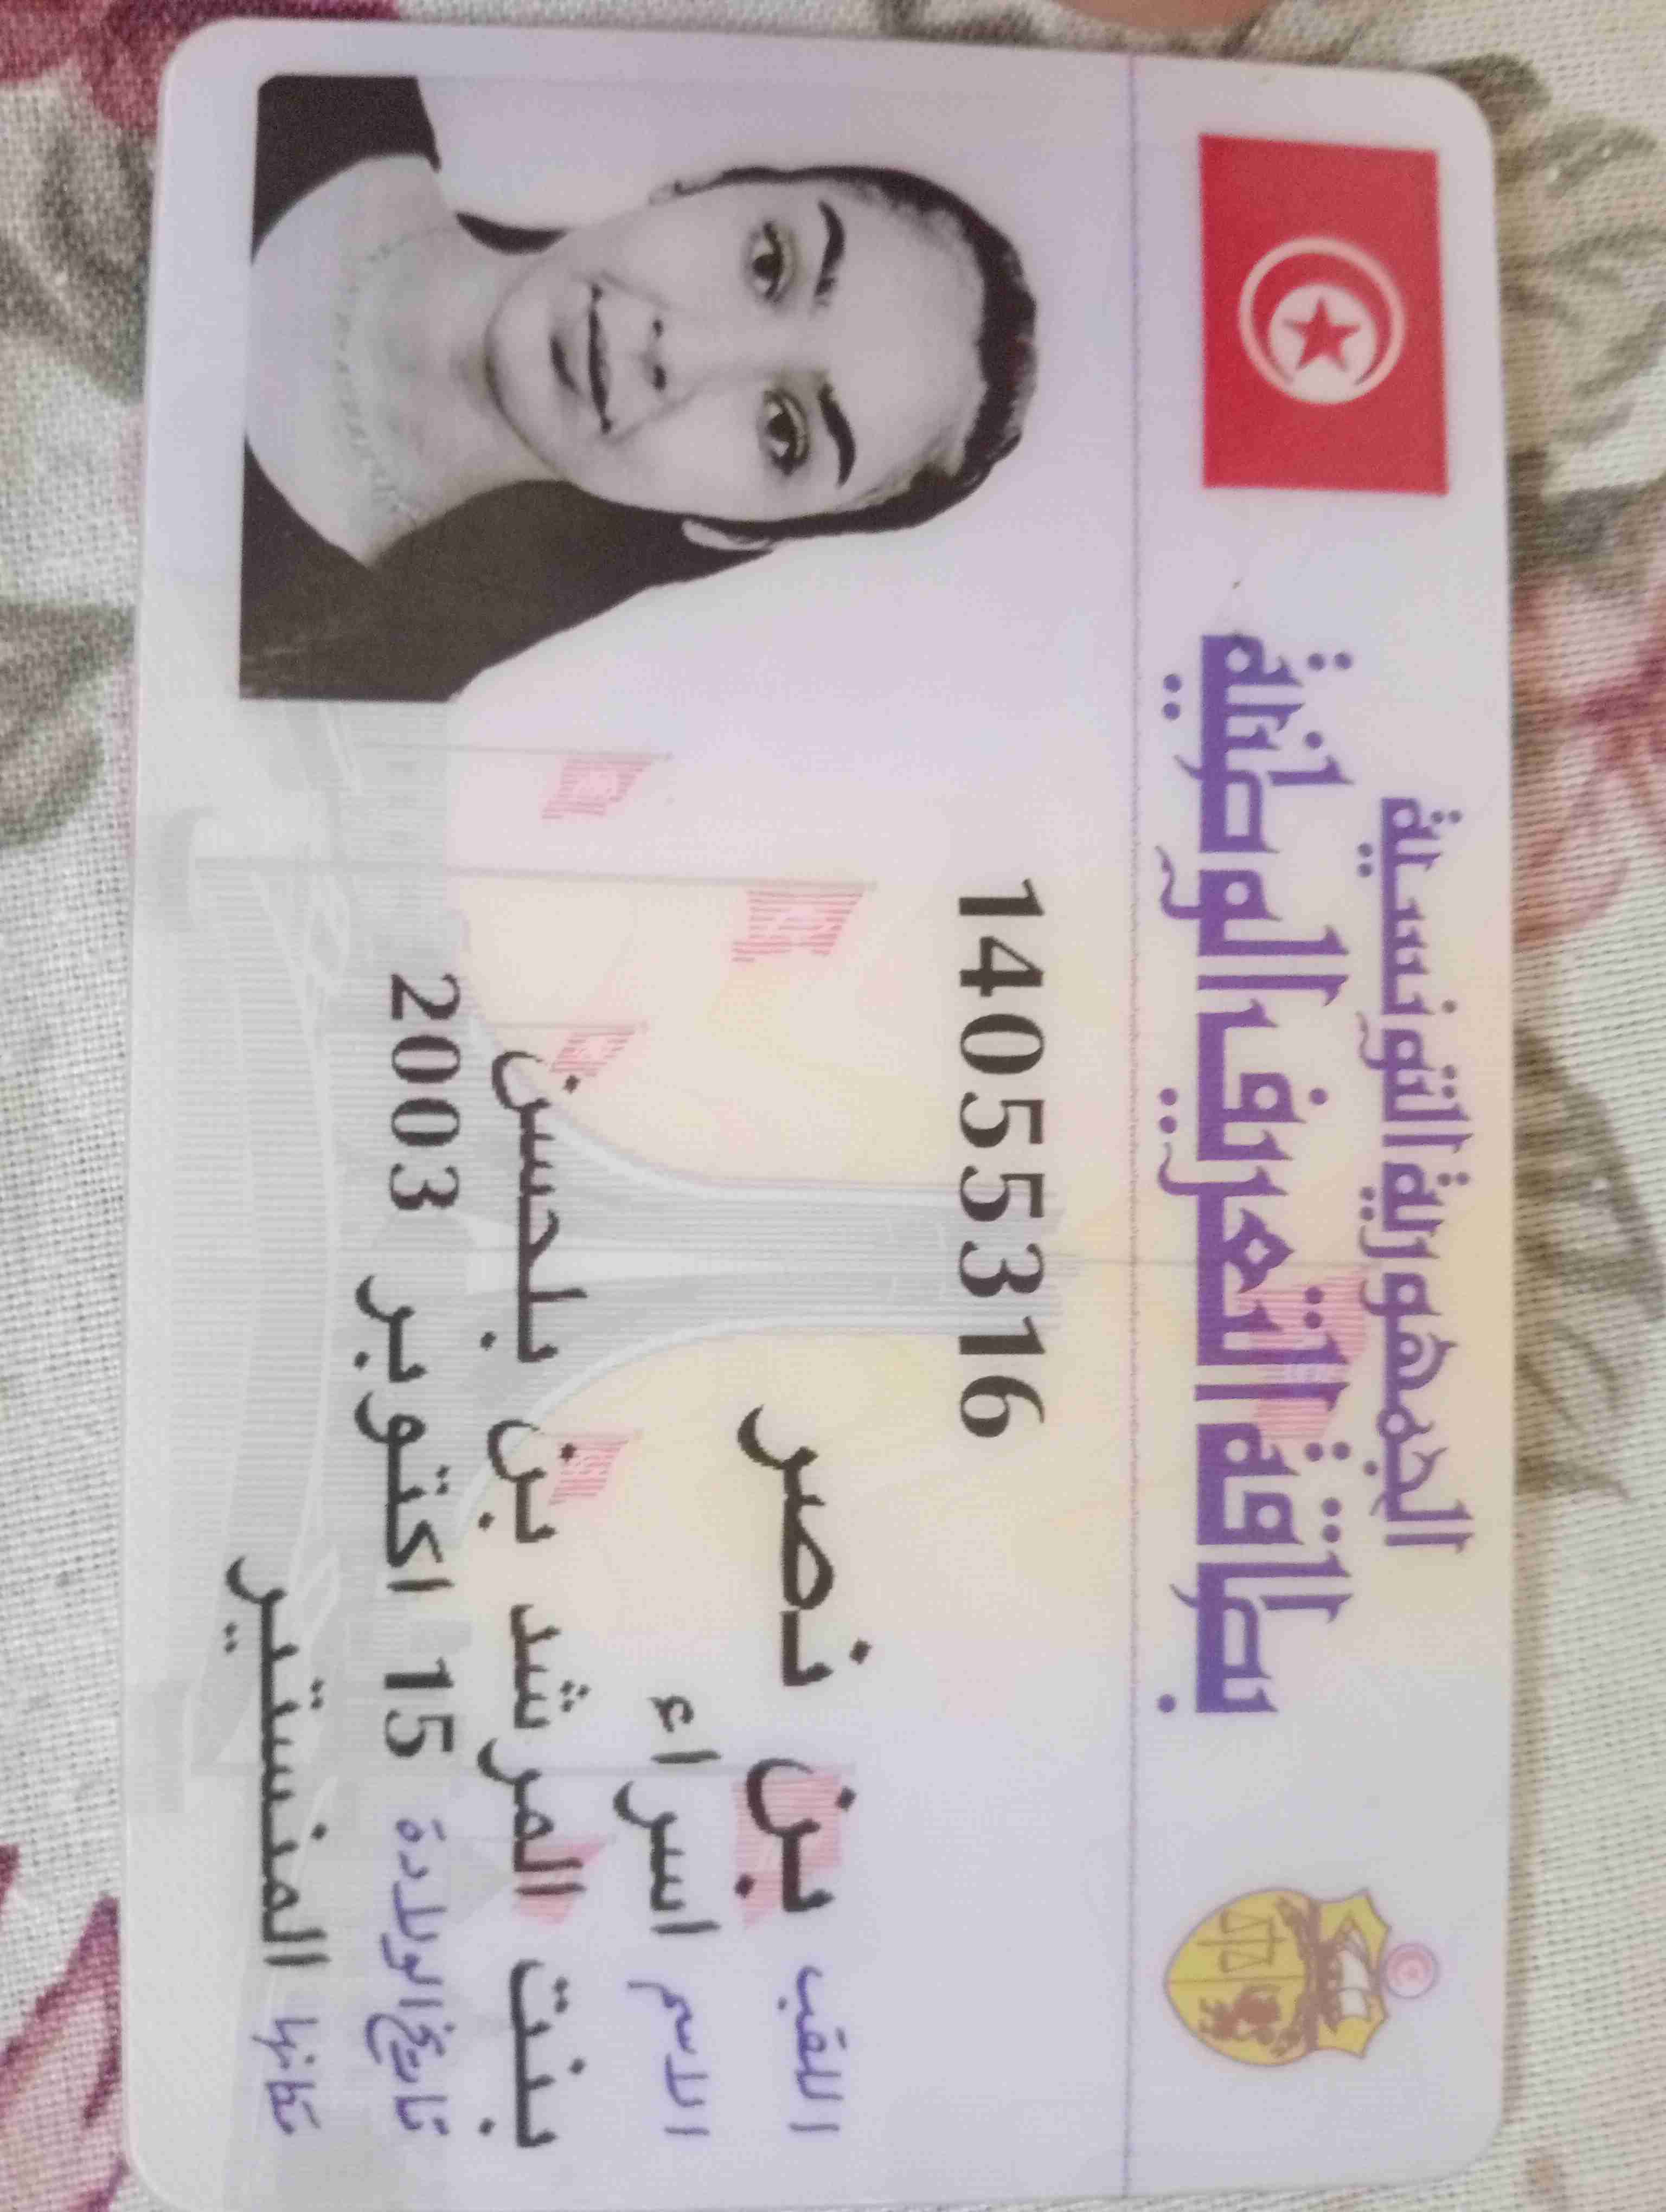 الجمهورية التونسية
بطاقة التعريف الوطنية
14055316
اللقب بن نصر
الاسم اسراء
بنت المرشد بن بلحسن
تاريخ الولادة 15 اكتوبر 2003
مكانها المنستير